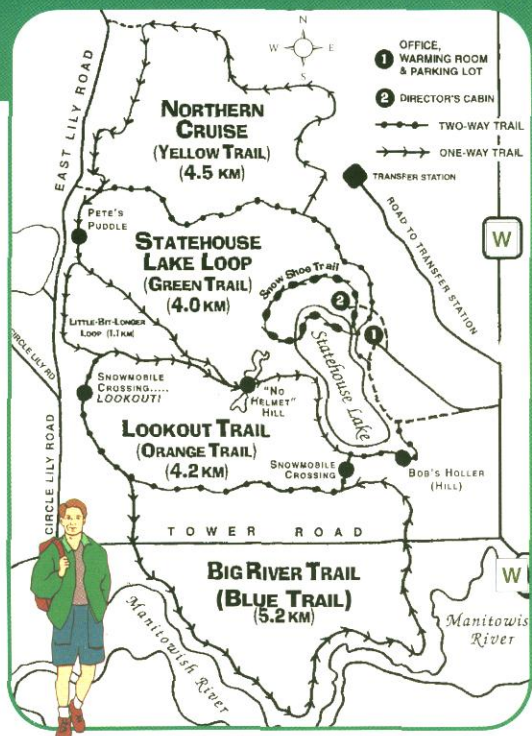 N
W
E
S
1
OFFICE,
WARMING ROOM
& PARKING LOT
2
DIRECTOR'S CABIN
TWO-WAY TRAIL
ONE-WAY TRAIL
TRANSFER STATION
ROAD TO TRANSFER STATION
W
EAST LILY ROAD
NORTHERN
CRUISE
(YELLOW TRAIL)
(4.5 KM)
PETE'S
PUDDLE
STATEHOUSE
LAKE LOOP
(GREEN TRAIL)
(4.0 KM)
Snow Shoe Trail
2
1
Statehouse Lake
LITTLE-BIT-LONGER
LOOP (1.1 KM)
CIRCLE LILY RD
SNOWMOBILE
CROSSING.....
LOOKOUT!
"NO
HELMET"
HILL
LOOKOUT TRAIL
(ORANGE TRAIL)
(4.2 KM)
SNOWMOBILE
CROSSING
BOB'S HOLLER
(HILL)
CIRCLE LILY ROAD
TOWER ROAD
BIG RIVER TRAIL
(BLUE TRAIL)
(5.2 KM)
W
Manitowish
River
Manitowish River